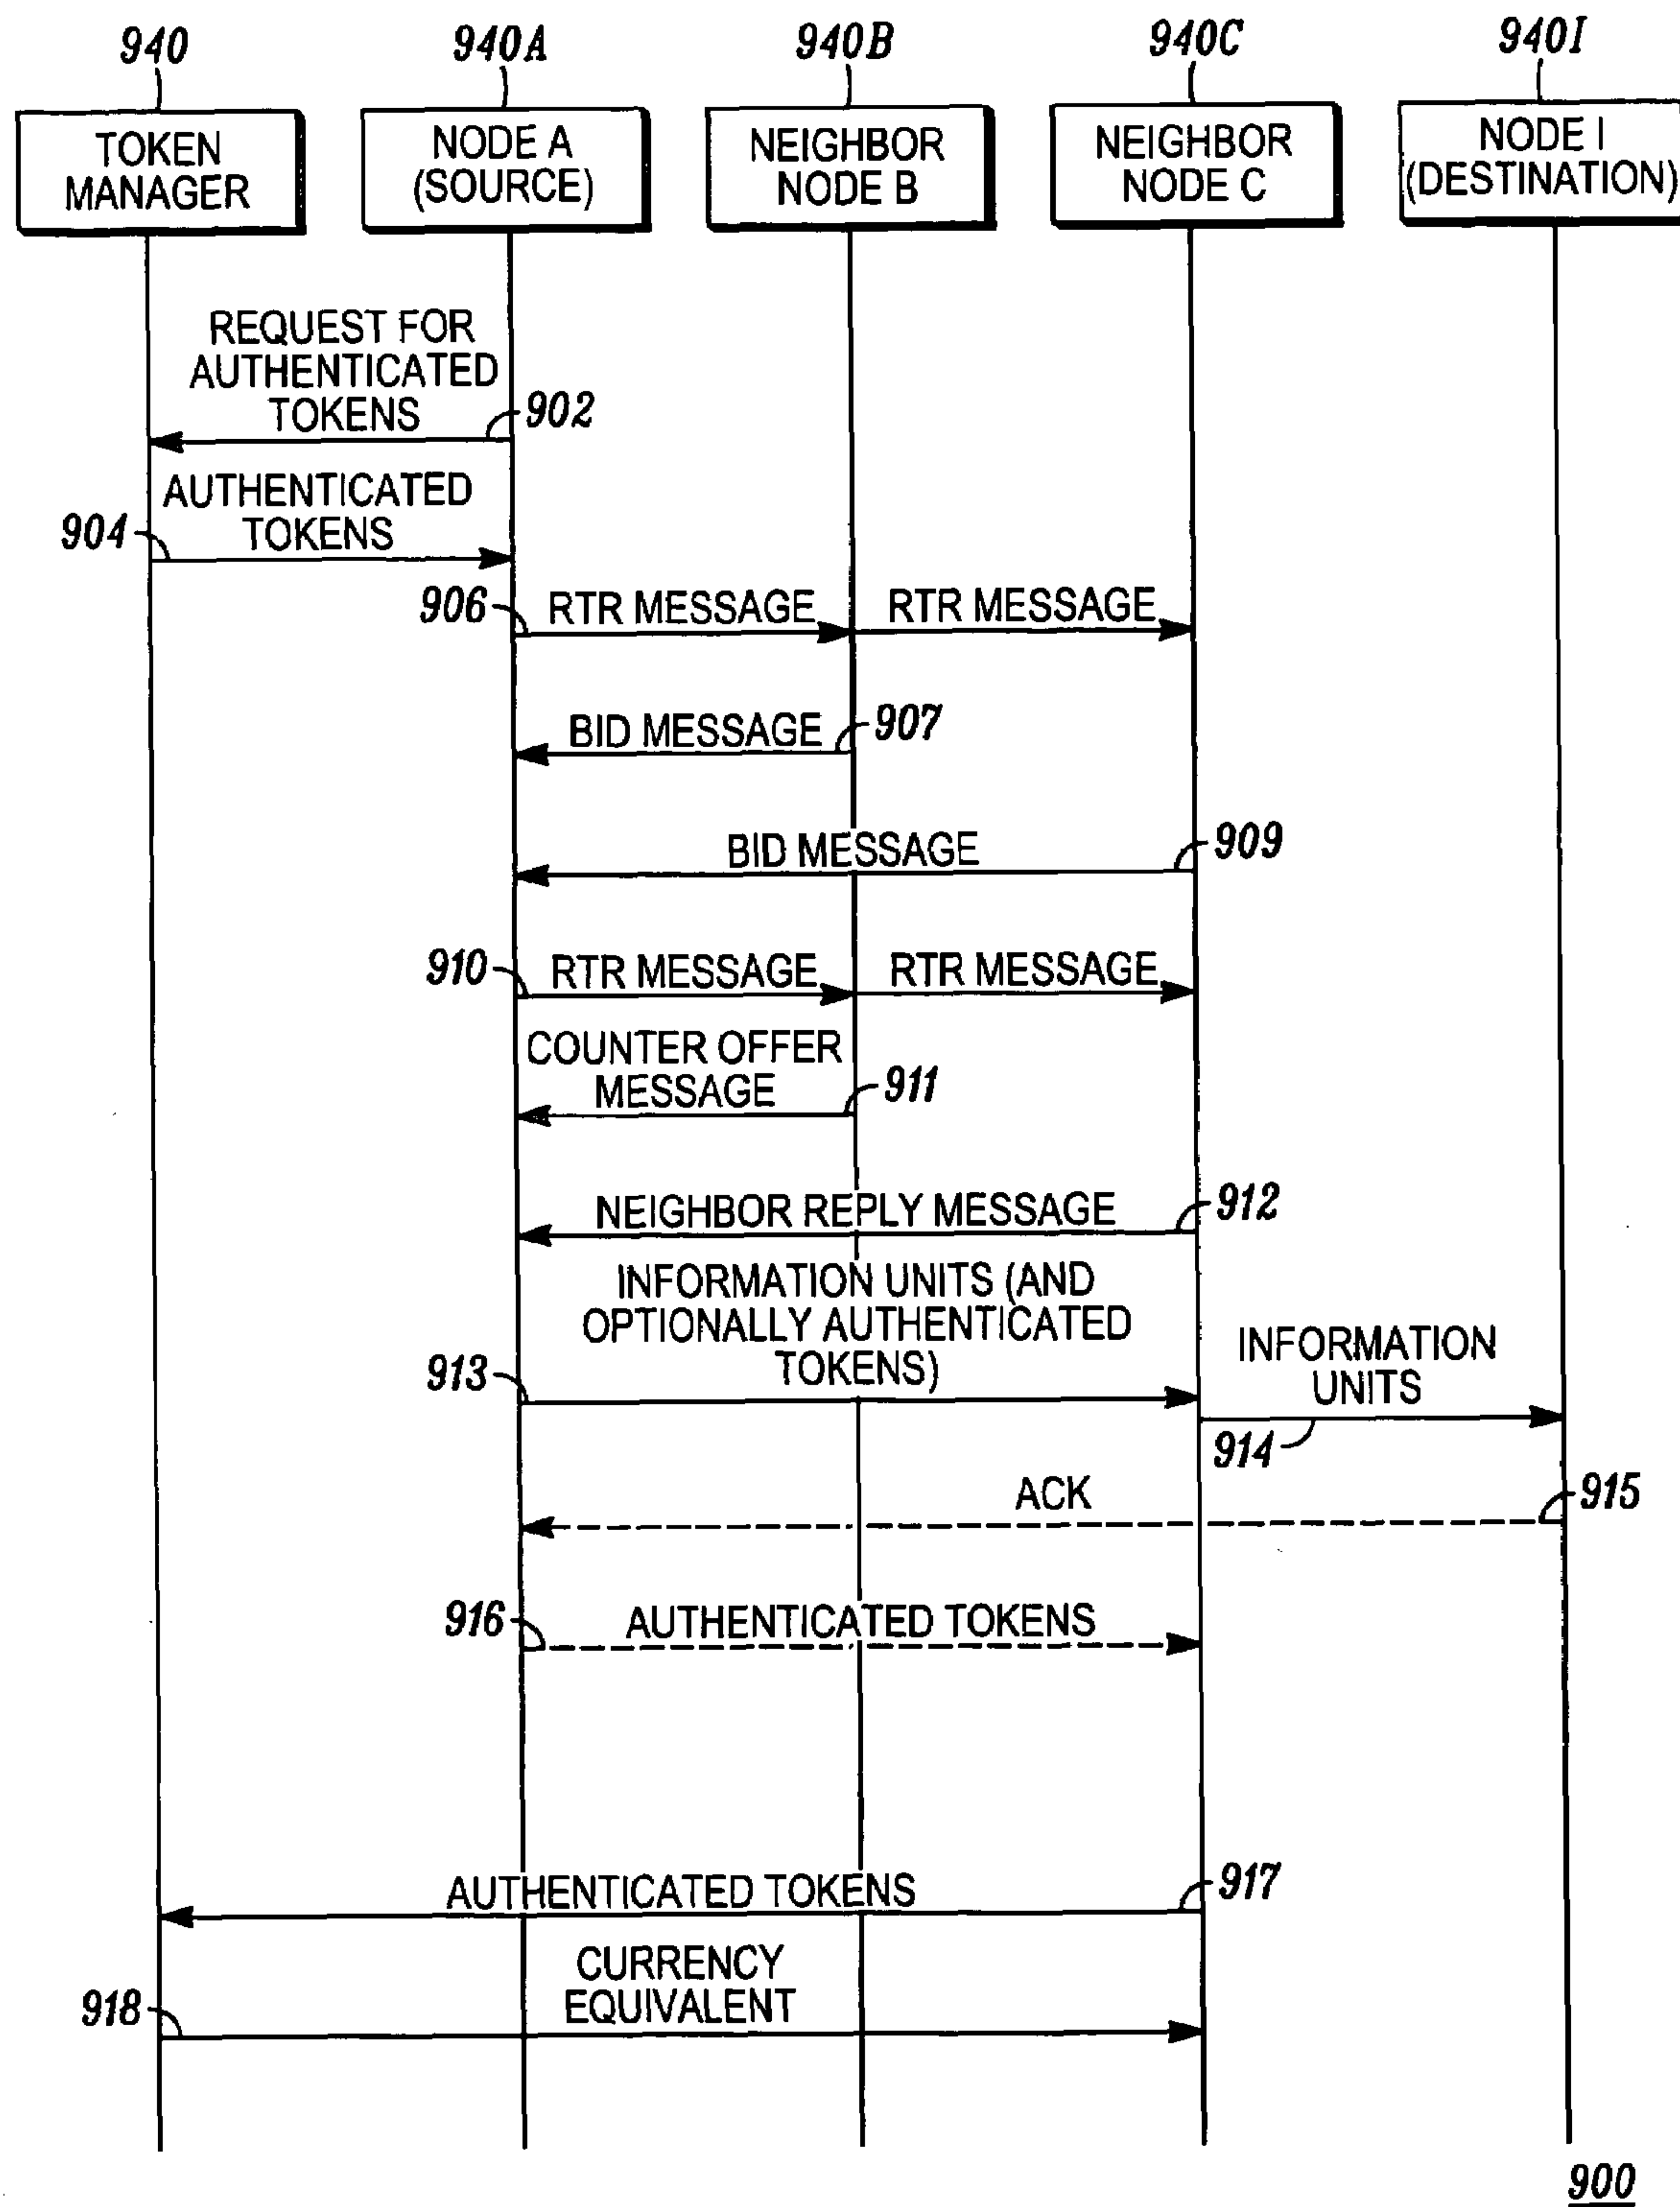 940
940A
940B
940C
940I
TOKEN
MANAGER
NODE A
(SOURCE)
NEIGHBOR
NODE B
NEIGHBOR
NODE C
NODE I
(DESTINATION)
REQUEST FOR
AUTHENTICATED
TOKENS
902
AUTHENTICATED
TOKENS
904
906
RTR MESSAGE
RTR MESSAGE
BID MESSAGE
907
BID MESSAGE
909
910
RTR MESSAGE
RTR MESSAGE
COUNTER OFFER
MESSAGE
911
NEIGHBOR REPLY MESSAGE
912
INFORMATION UNITS (AND
OPTIONALLY AUTHENTICATED
TOKENS)
913
INFORMATION
UNITS
914
ACK
915
916
AUTHENTICATED TOKENS
AUTHENTICATED TOKENS
917
CURRENCY
EQUIVALENT
918
900